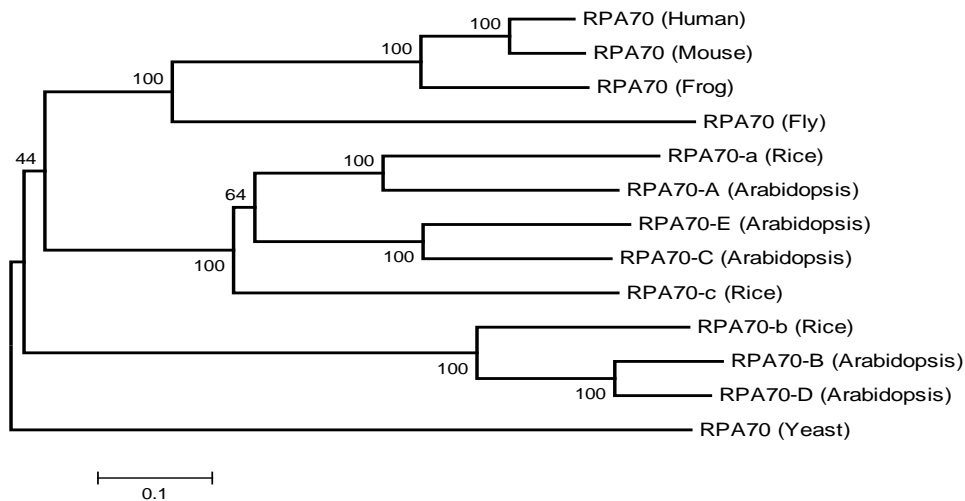 RPA70 (Human)
100
RPA70 (Mouse)
100
RPA70 (Frog)
100
RPA70 (Fly)
44
RPA70-a (Rice)
100
RPA70-A (Arabidopsis)
64
RPA70-E (Arabidopsis)
100
RPA70-C (Arabidopsis)
100
RPA70-c (Rice)
RPA70-b (Rice)
100
RPA70-B (Arabidopsis)
100
RPA70-D (Arabidopsis)
RPA70 (Yeast)
0.1